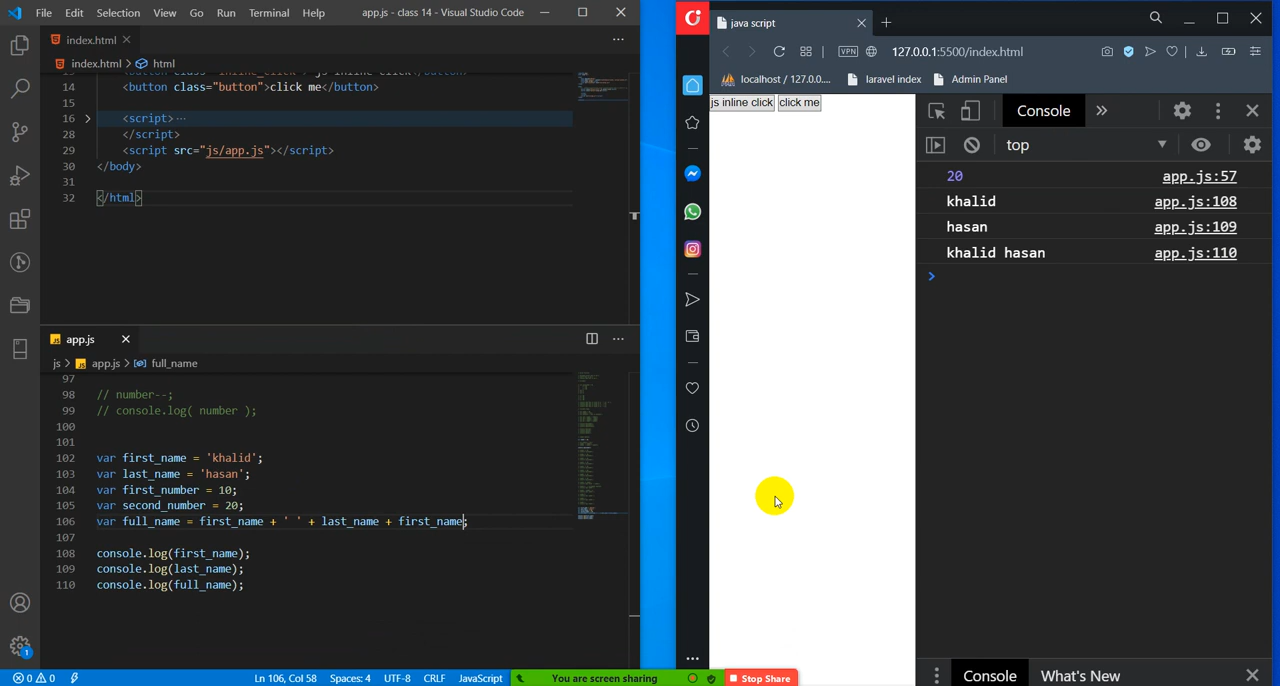 File Edit Selection View Go Run Terminal Help app.js - class 14 - Visual Studio Code
index.html
index.html > html
14 <button class="button">click me</button>
15
16 <script>…
28 </script>
29 <script src="js/app.js"></script>
30 </body>
31
32 </html>
app.js
js > app.js > full_name
97
98 // number--;
99 // console.log( number );
100
101
102 var first_name = 'khalid';
103 var last_name = 'hasan';
104 var first_number = 10;
105 var second_number = 20;
106 var full_name = first_name + ' ' + last_name + first_name;
107
108 console.log(first_name);
109 console.log(last_name);
110 console.log(full_name);
1
0 0 Ln 106, Col 58 Spaces: 4 UTF-8 CRLF JavaScript
You are screen sharing Stop Share
java script
VPN 127.0.0.1:5500/index.html
localhost / 127.0.0.... laravel index Admin Panel
js inline click click me
Console »
top
20 app.js:57
khalid app.js:108
hasan app.js:109
khalid hasan app.js:110
Console What's New